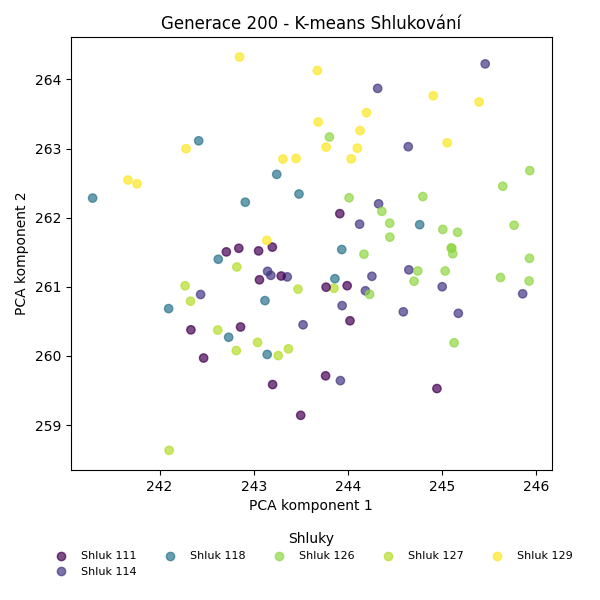 Generace 200 - K-means Shlukování
PCA komponent 2
264
263
262
261
260
259
242 243 244 245 246
PCA komponent 1
Shluky
Shluk 111 Shluk 118 Shluk 126 Shluk 127 Shluk 129
Shluk 114